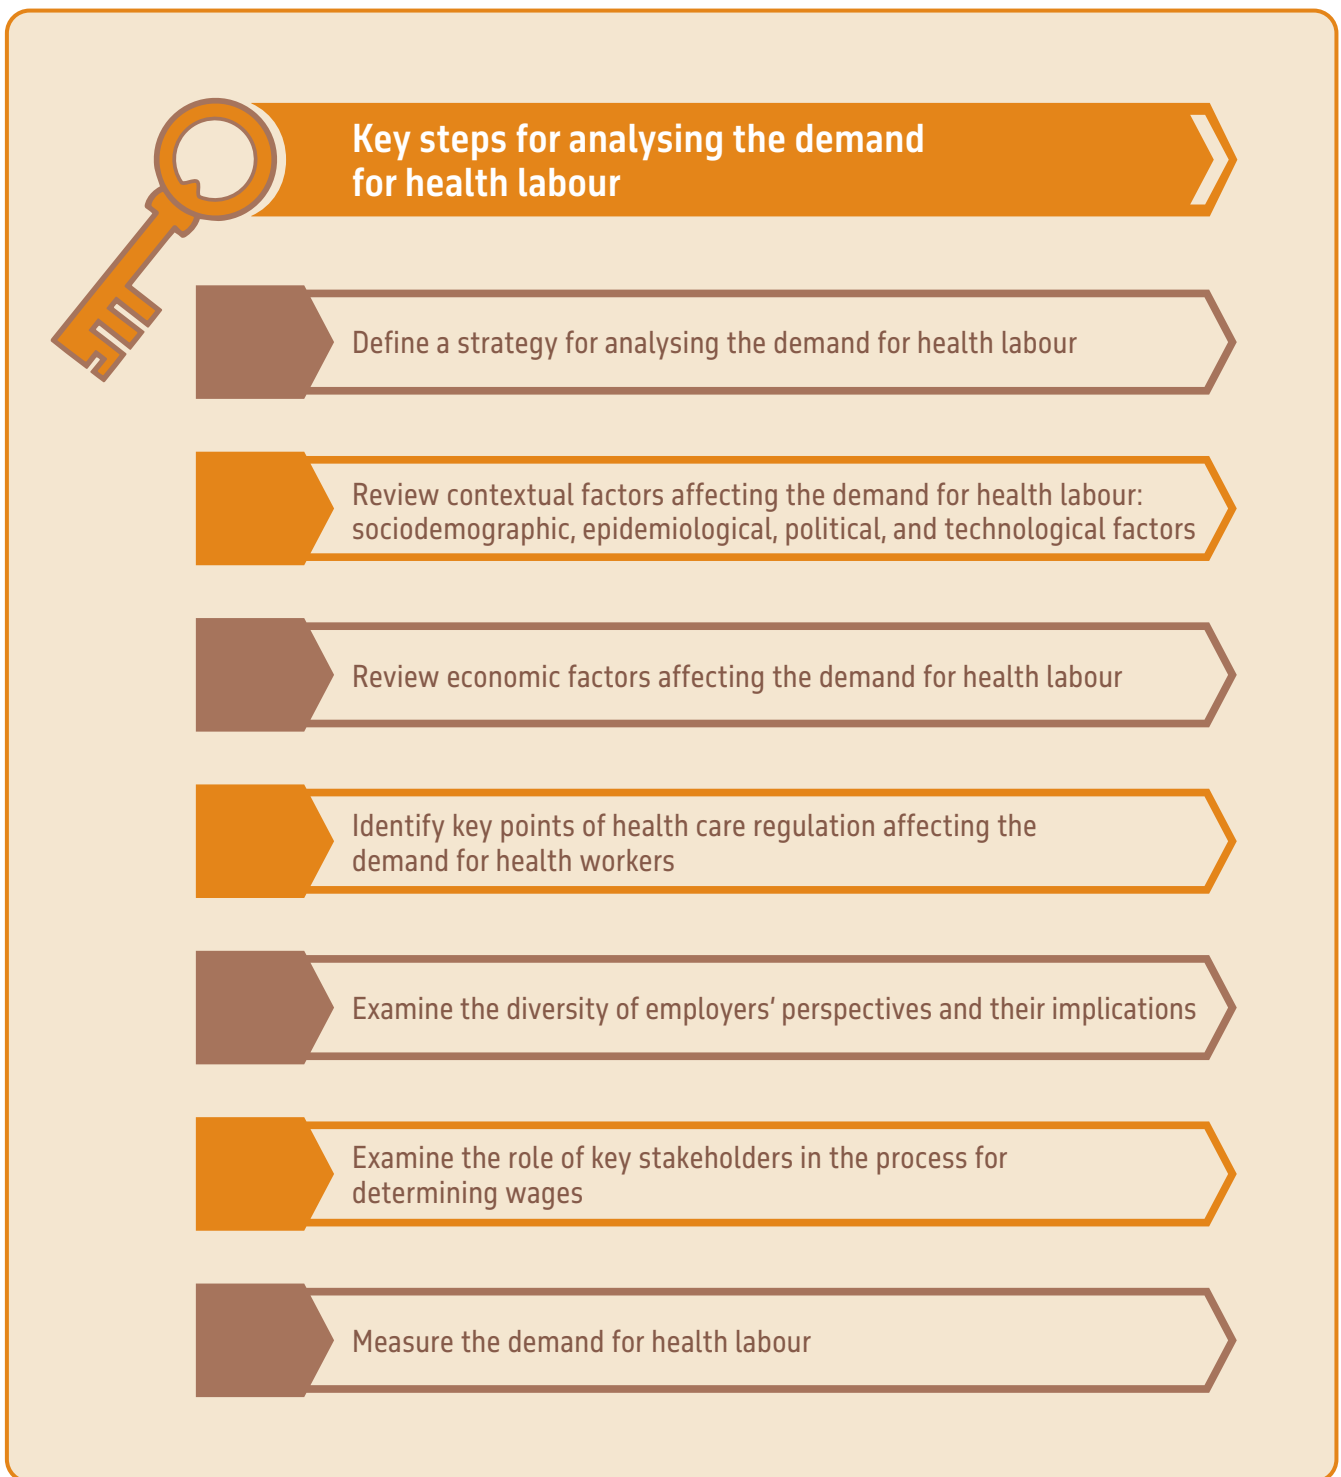 Key steps for analysing the demand
for health labour
Define a strategy for analysing the demand for health labour
Review contextual factors affecting the demand for health labour:
sociodemographic, epidemiological, political, and technological factors
Review economic factors affecting the demand for health labour
Identify key points of health care regulation affecting the
demand for health workers
Examine the diversity of employers’ perspectives and their implications
Examine the role of key stakeholders in the process for
determining wages
Measure the demand for health labour